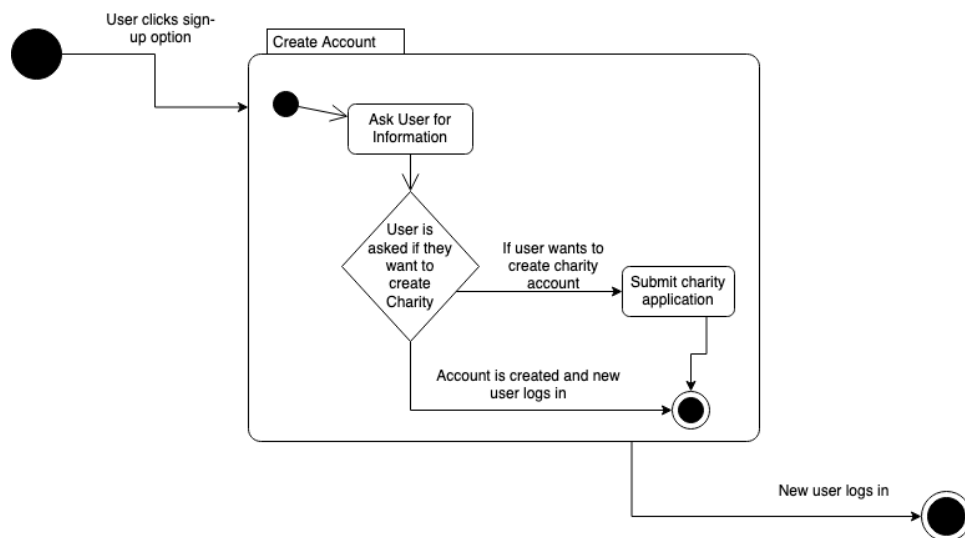 User clicks sign-
up option
Create Account
Ask User for
Information
User is
asked if they
want to
create
Charity
If user wants to
create charity
account
Submit charity
application
Account is created and new
user logs in
New user logs in